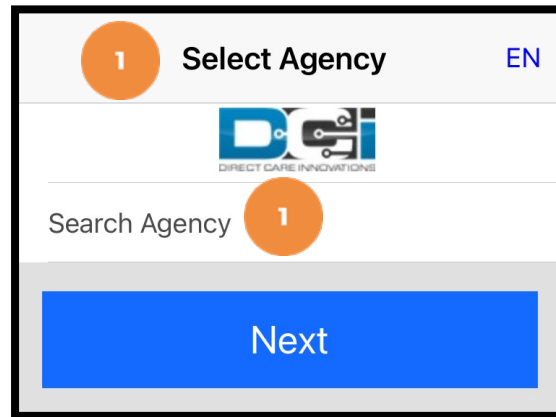 1 Select Agency EN
DCi
DIRECT CARE INNOVATIONS
Search Agency 1
Next